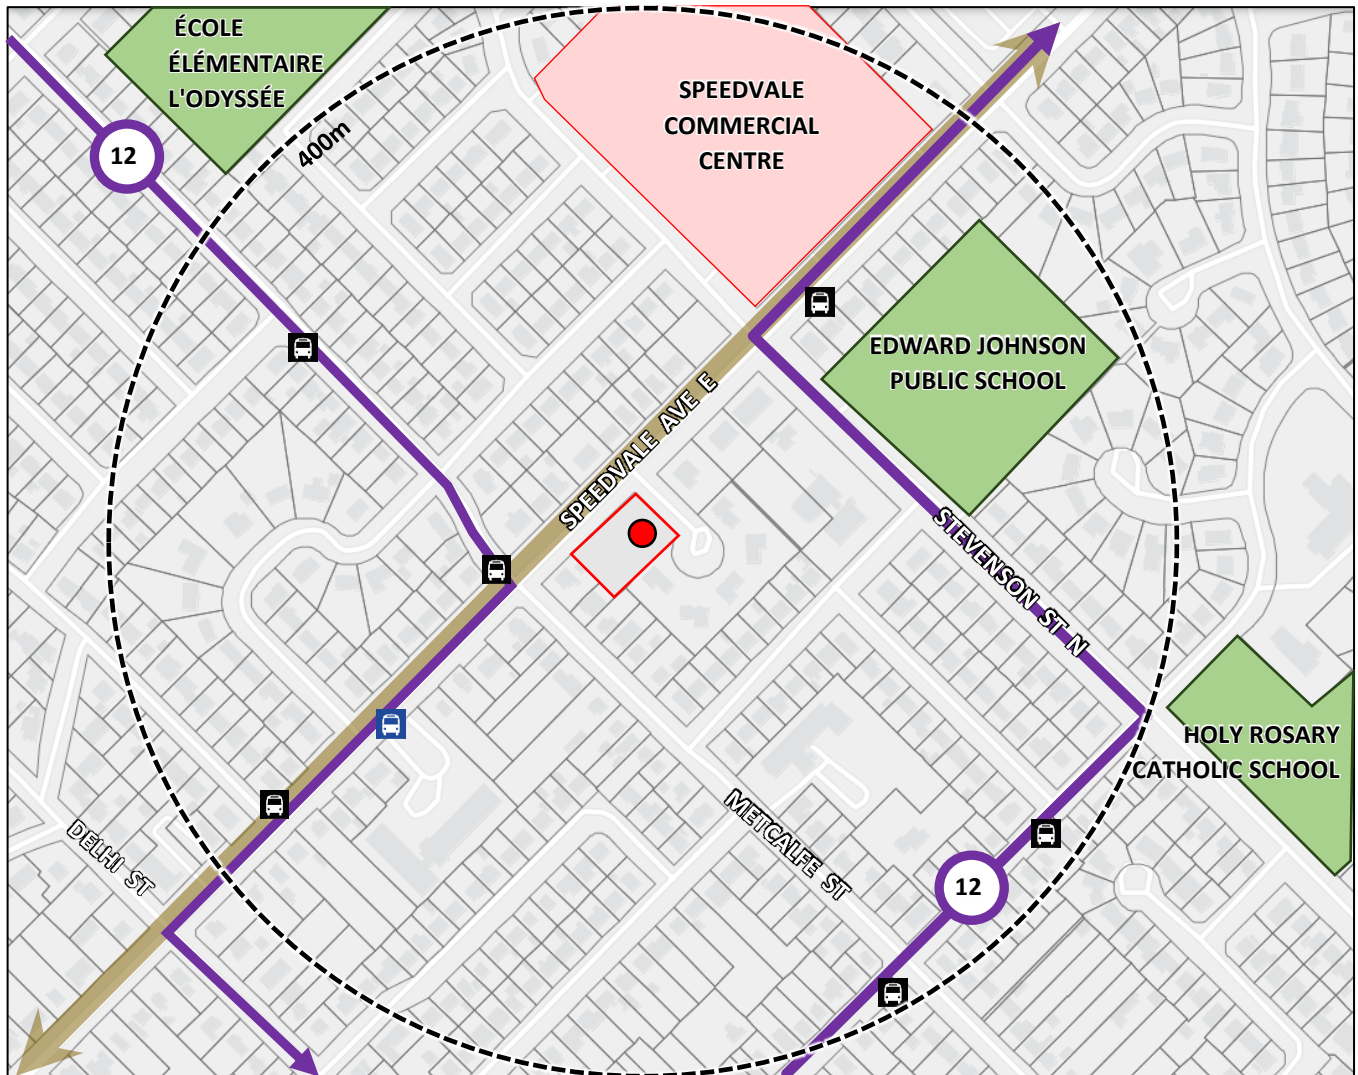 ÉCOLE
ÉLÉMENTAIRE
L'ODYSSÉE
400m
SPEEDVALE
COMMERCIAL
CENTRE
12
EDWARD JOHNSON
PUBLIC SCHOOL
SPEEDVALE AVE E
STEVENSON ST N
HOLY ROSARY
CATHOLIC SCHOOL
METCALFE ST
DELHI ST
12